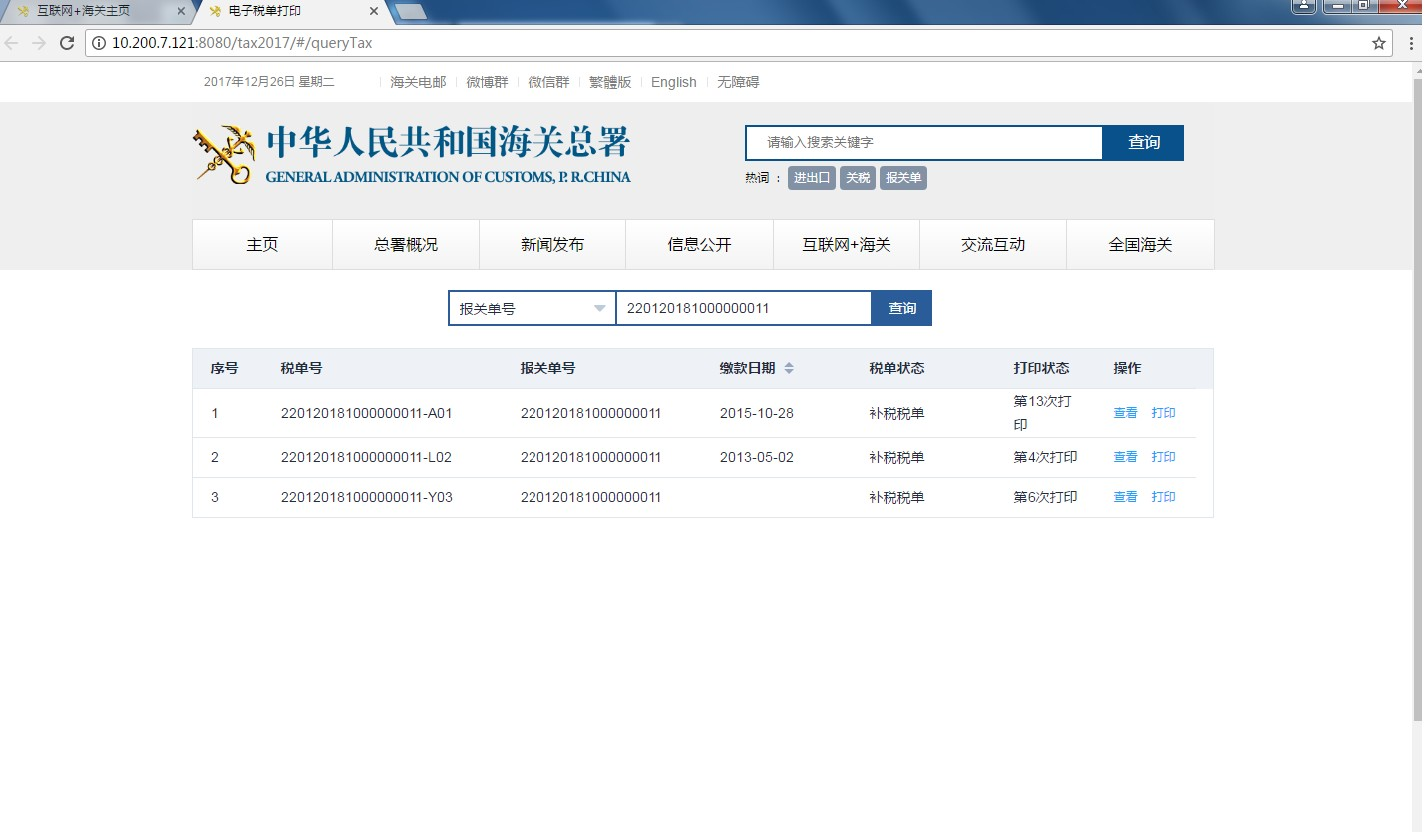 互联网+海关主页
电子税单打印
10.200.7.121:8080/tax2017/#/queryTax
2017年12月26日 星期二 海关电邮 微博群 微信群 繁體版 English 无障碍
中华人民共和国海关总署
GENERAL ADMINISTRATION OF CUSTOMS, P. R.CHINA
请输入搜索关键字 查询
热词 : 进出口 关税 报关单
主页 总署概况 新闻发布 信息公开 互联网+海关 交流互动 全国海关
报关单号 220120181000000011 查询
序号 税单号 报关单号 缴款日期 税单状态 打印状态 操作
1 220120181000000011-A01 220120181000000011 2015-10-28 补税税单 第13次打
印 查看 打印
2 220120181000000011-L02 220120181000000011 2013-05-02 补税税单 第4次打印 查看 打印
3 220120181000000011-Y03 220120181000000011 补税税单 第6次打印 查看 打印